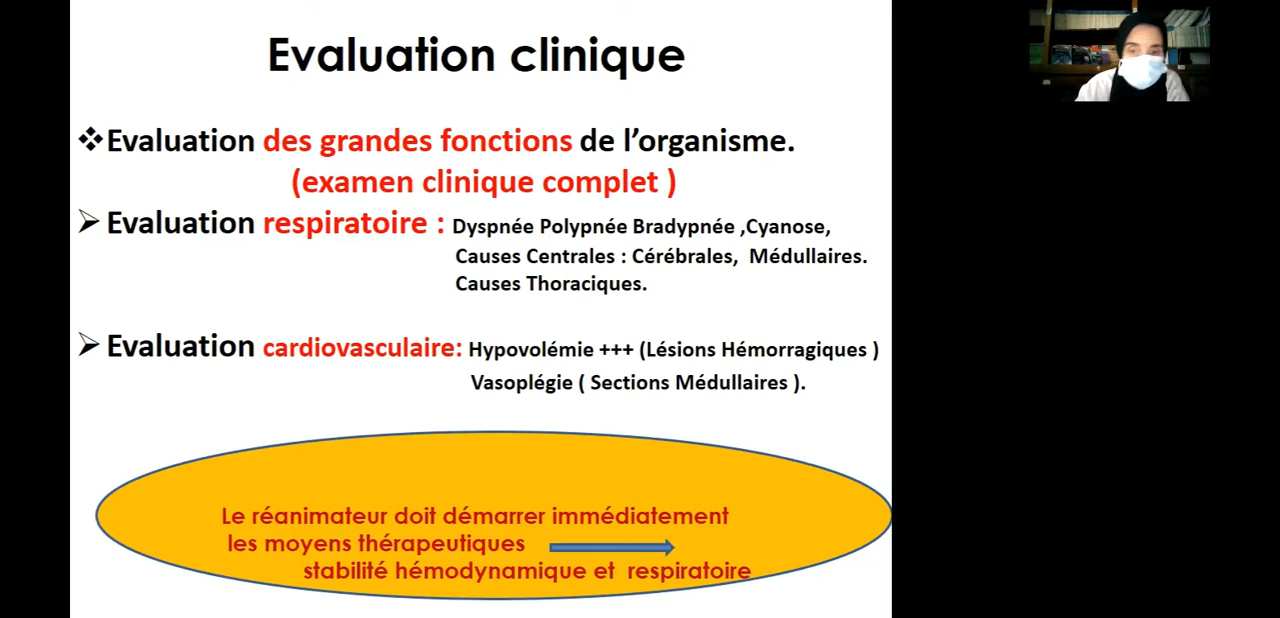 Evaluation clinique
❖Evaluation des grandes fonctions de l’organisme.
(examen clinique complet )
➢ Evaluation respiratoire : Dyspnée Polypnée Bradypnée ,Cyanose,
Causes Centrales : Cérébrales, Médullaires.
Causes Thoraciques.
➢ Evaluation cardiovasculaire: Hypovolémie +++ (Lésions Hémorragiques )
Vasoplégie ( Sections Médullaires ).
Le réanimateur doit démarrer immédiatement
les moyens thérapeutiques
stabilité hémodynamique et respiratoire